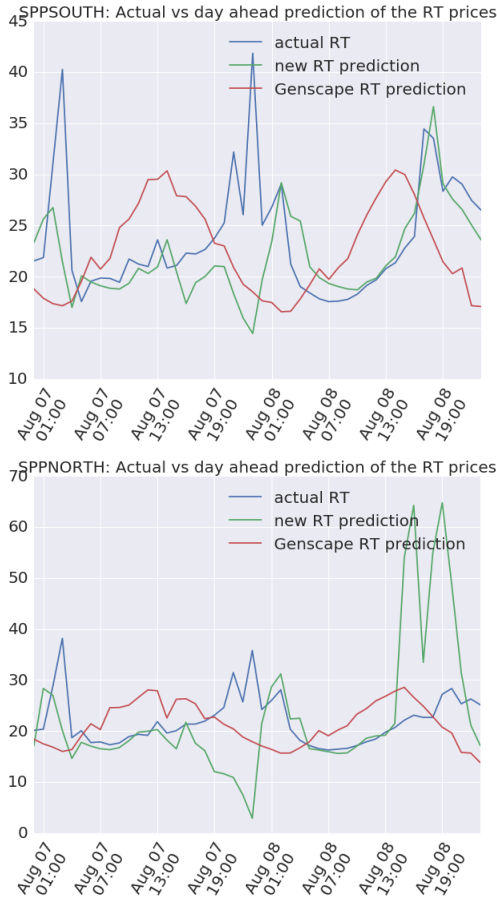 SPPSOUTH: Actual vs day ahead prediction of the RT prices
45
40
35
30
25
20
15
10
actual RT
new RT prediction
Genscape RT prediction
Aug 07
01:00
Aug 07
07:00
Aug 07
13:00
Aug 07
19:00
Aug 08
01:00
Aug 08
07:00
Aug 08
13:00
Aug 08
19:00
SPPNORTH: Actual vs day ahead prediction of the RT prices
70
60
50
40
30
20
10
0
actual RT
new RT prediction
Genscape RT prediction
Aug 07
01:00
Aug 07
07:00
Aug 07
13:00
Aug 07
19:00
Aug 08
01:00
Aug 08
07:00
Aug 08
13:00
Aug 08
19:00